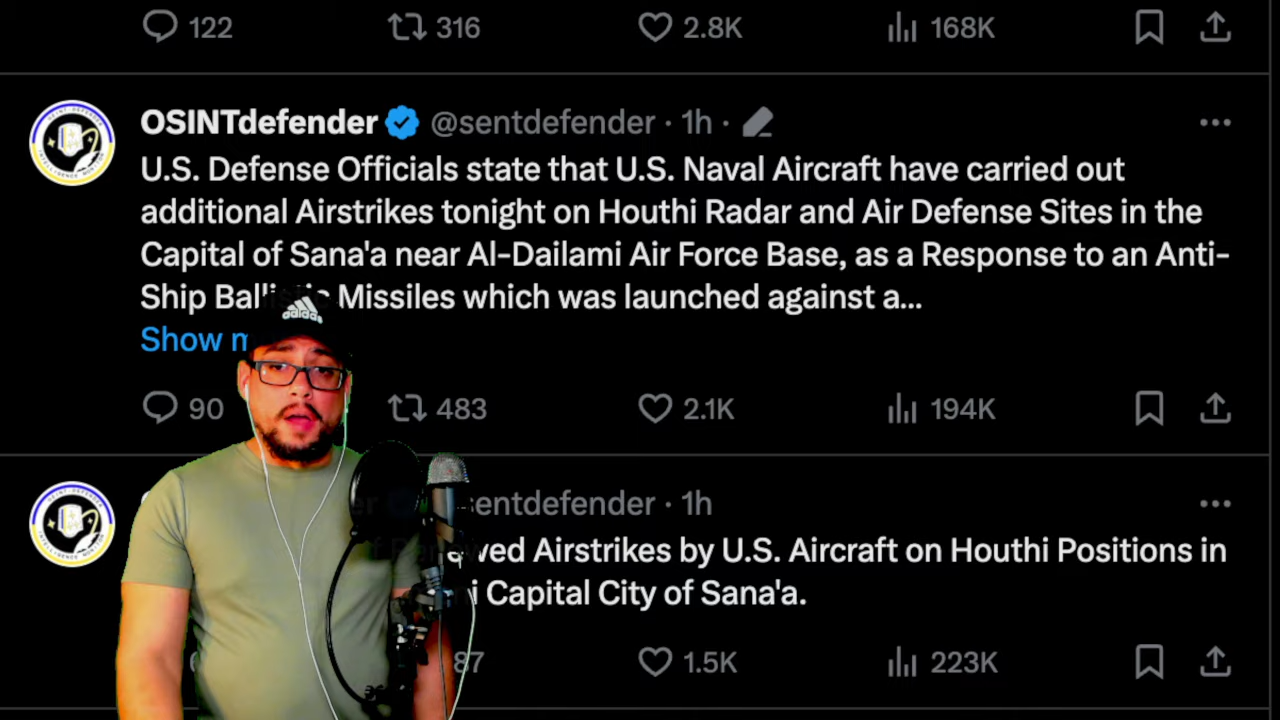 122 316 2.8K 168K
OSINTdefender @sentdefender · 1h ·
U.S. Defense Officials state that U.S. Naval Aircraft have carried out
additional Airstrikes tonight on Houthi Radar and Air Defense Sites in the
Capital of Sana'a near Al-Dailami Air Force Base, as a Response to an Anti-
Ship Ballistic Missiles which was launched against a...
Show
adidas
90 483 2.1K 194K
sentdefender · 1h
Airstrikes by U.S. Aircraft on Houthi Positions in
Capital City of Sana'a.
87 1.5K 223K